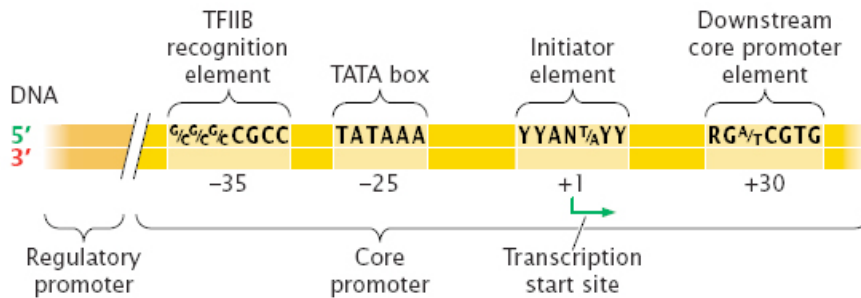 TFIIB
recognition
element
TATA box
Initiator
element
Downstream
core promoter
element
DNA
5′
3′
G/CG/CG/CCGCC
TATAAA
YYANT/AYY
RGA/TCGTG
–35
–25
+1
+30
Regulatory
promoter
Core
promoter
Transcription
start site